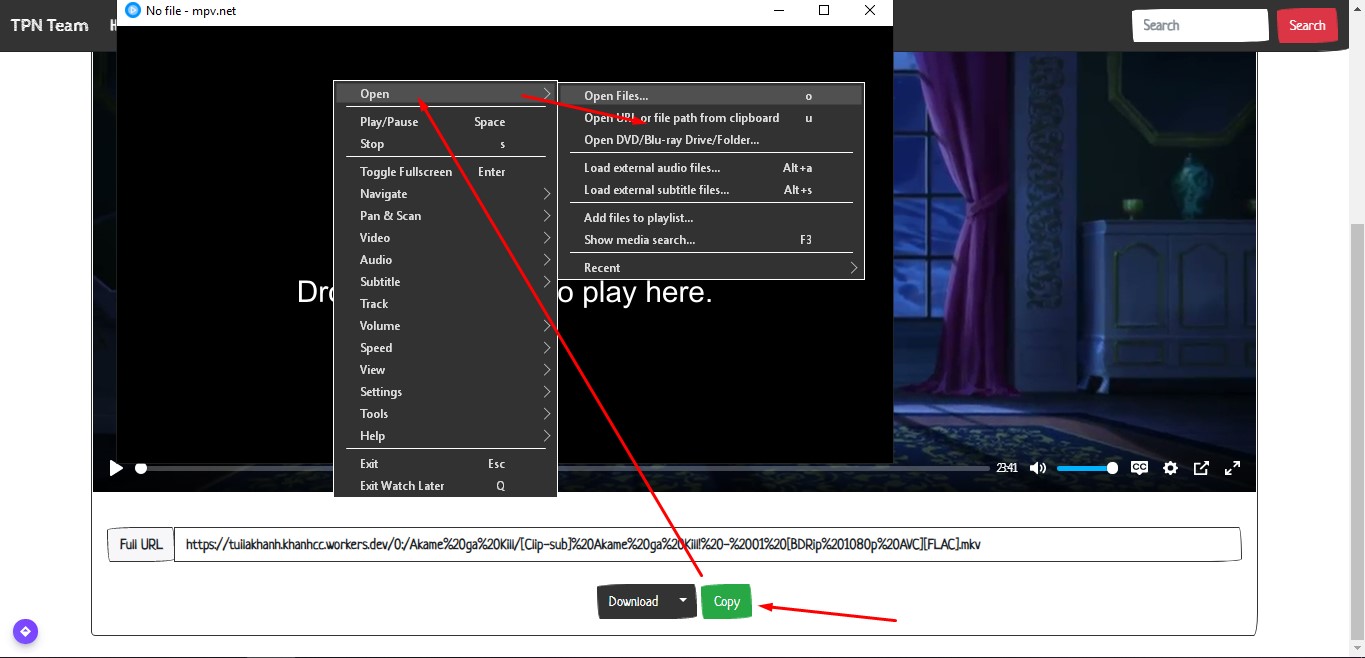 No file - mpv.net
TPN Team
Search
Search
Open
Play/Pause Space
Stop s
Toggle Fullscreen Enter
Navigate
Pan & Scan
Video
Audio
Subtitle
Track
Volume
Speed
View
Settings
Tools
Help
Exit Esc
Exit Watch Later Q
Open Files... o
Open URL or file path from clipboard u
Open DVD/Blu-ray Drive/Folder...
Load external audio files... Alt+a
Load external subtitle files... Alt+s
Add files to playlist...
Show media search... F3
Recent
to play here.
23:41
CC
Full URL
https://tuilakhanh.khanhcc.workers.dev/0:/Akame%20ga%20Kill/[Clip-sub]%20Akame%20ga%20Kill!%20-%2001%20[BDRip%201080p%20AVC][FLAC].mkv
Download
Copy